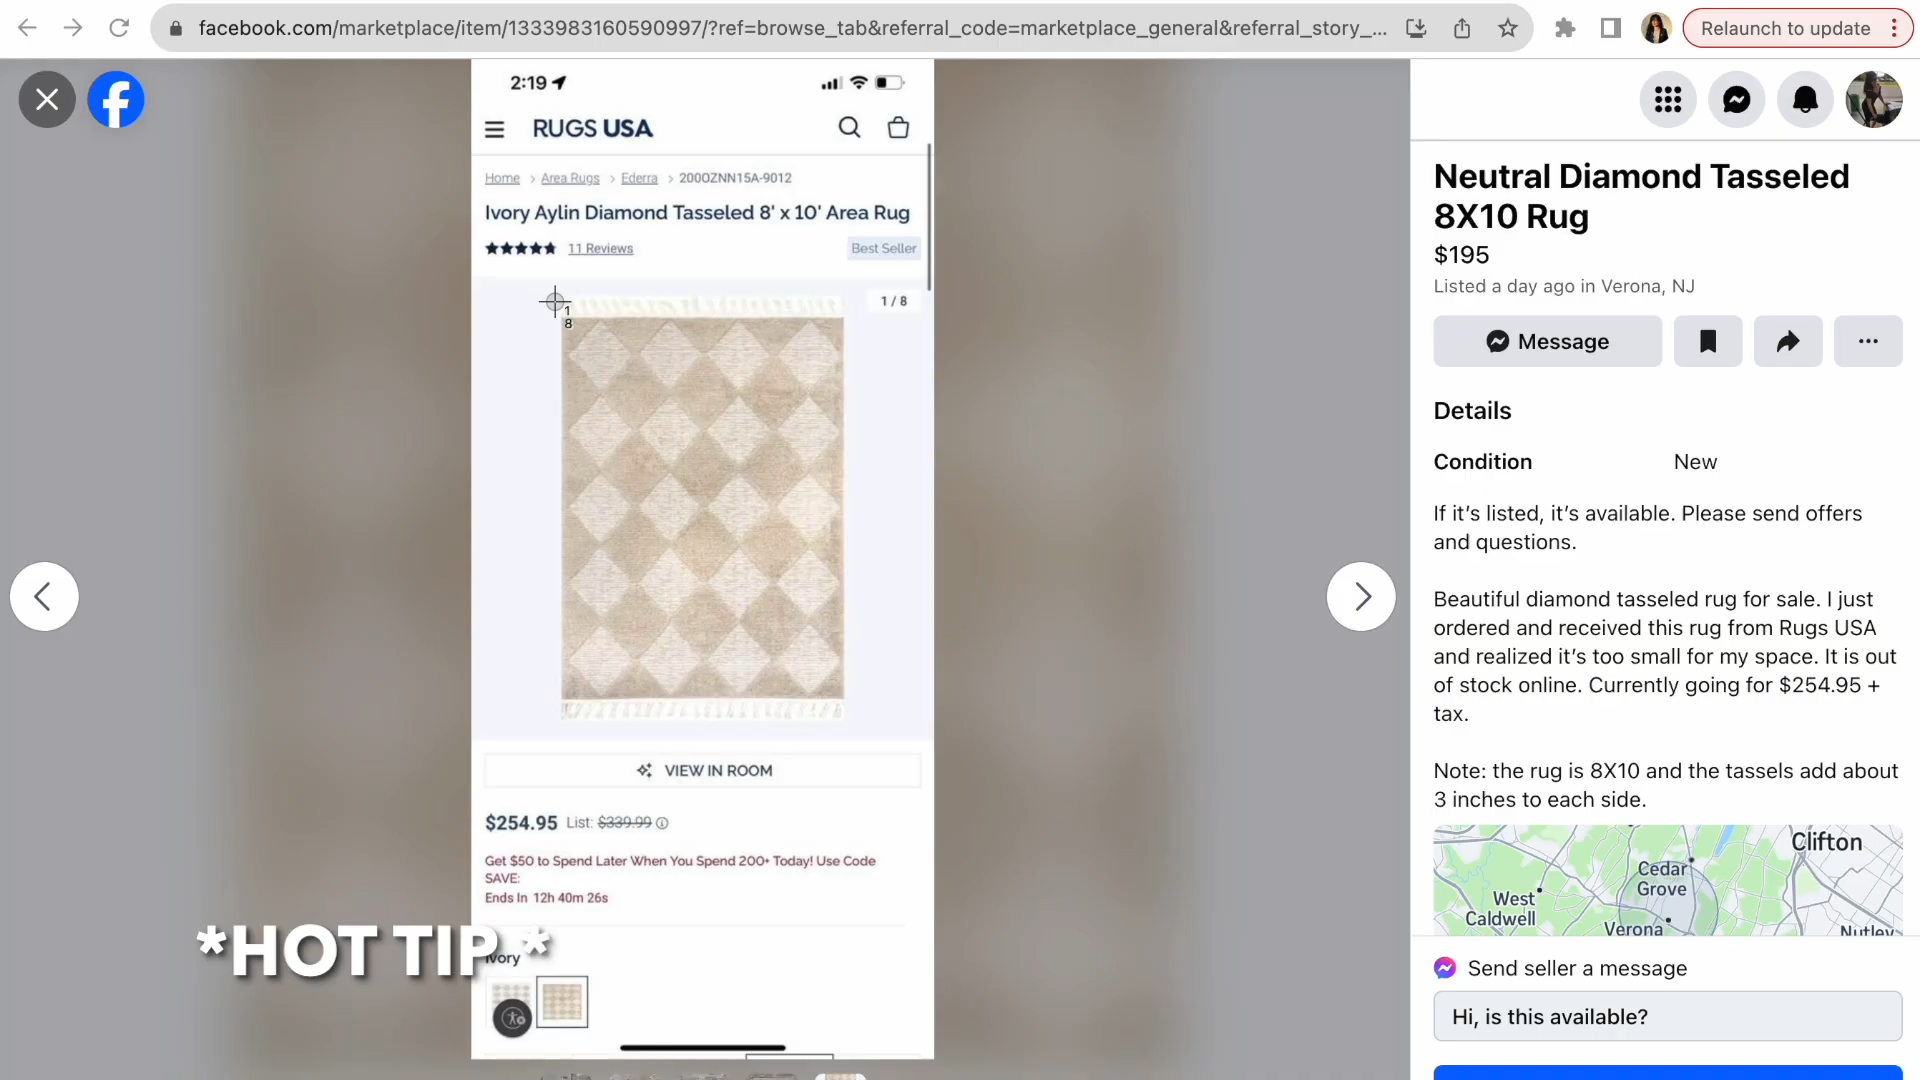 facebook.com/marketplace/item/1333983160590997/?ref=browse_tab&referral_code=marketplace_general&referral_story_...
Relaunch to update
2:19
RUGS USA
Home > Area Rugs > Ederra > 200OZNN15A-9012
Ivory Aylin Diamond Tasseled 8' x 10' Area Rug
11 Reviews
Best Seller
1 / 8
1
8
VIEW IN ROOM
$254.95 List: $339.99
Get $50 to Spend Later When You Spend 200+ Today! Use Code
SAVE:
Ends In 12h 40m 26s
*HOT TIP*
Ivory
Neutral Diamond Tasseled
8X10 Rug
$195
Listed a day ago in Verona, NJ
Message
Details
Condition New
If it’s listed, it’s available. Please send offers
and questions.
Beautiful diamond tasseled rug for sale. I just
ordered and received this rug from Rugs USA
and realized it’s too small for my space. It is out
of stock online. Currently going for $254.95 +
tax.
Note: the rug is 8X10 and the tassels add about
3 inches to each side.
Clifton
Cedar
Grove
West
Caldwell
Verona
Nutley
Send seller a message
Hi, is this available?